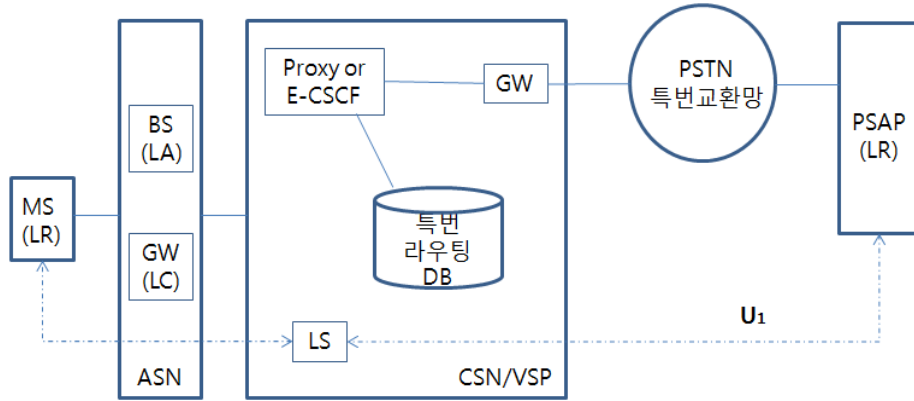 MS
(LR)
BS
(LA)
GW
(LC)
ASN
Proxy or
E-CSCF
GW
특번
라우팅
DB
LS
CSN/VSP
PSTN
특번교환망
PSAP
(LR)
U1